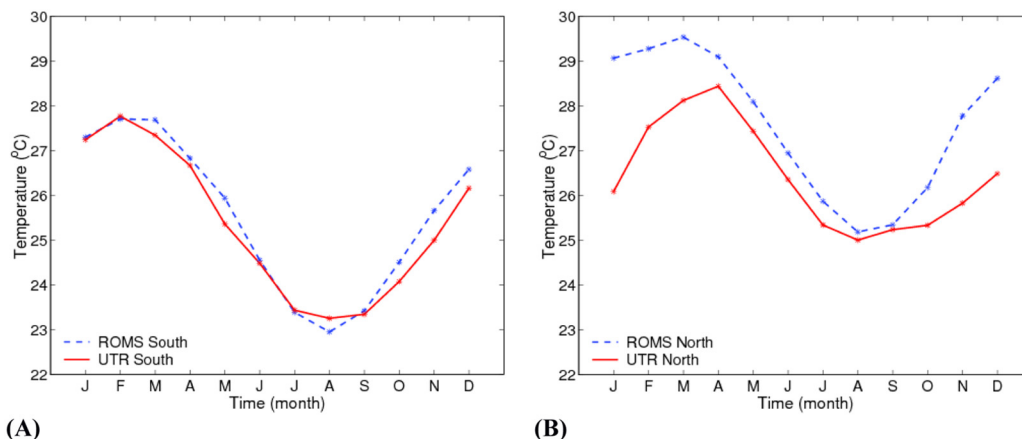 30
29
28
27
26
25
24
23
22
Temperature (°C)
ROMS South
UTR South
J F M A M J J A S O N D
Time (month)
(A)
30
29
28
27
26
25
24
23
22
Temperature (°C)
ROMS North
UTR North
J F M A M J J A S O N D
Time (month)
(B)